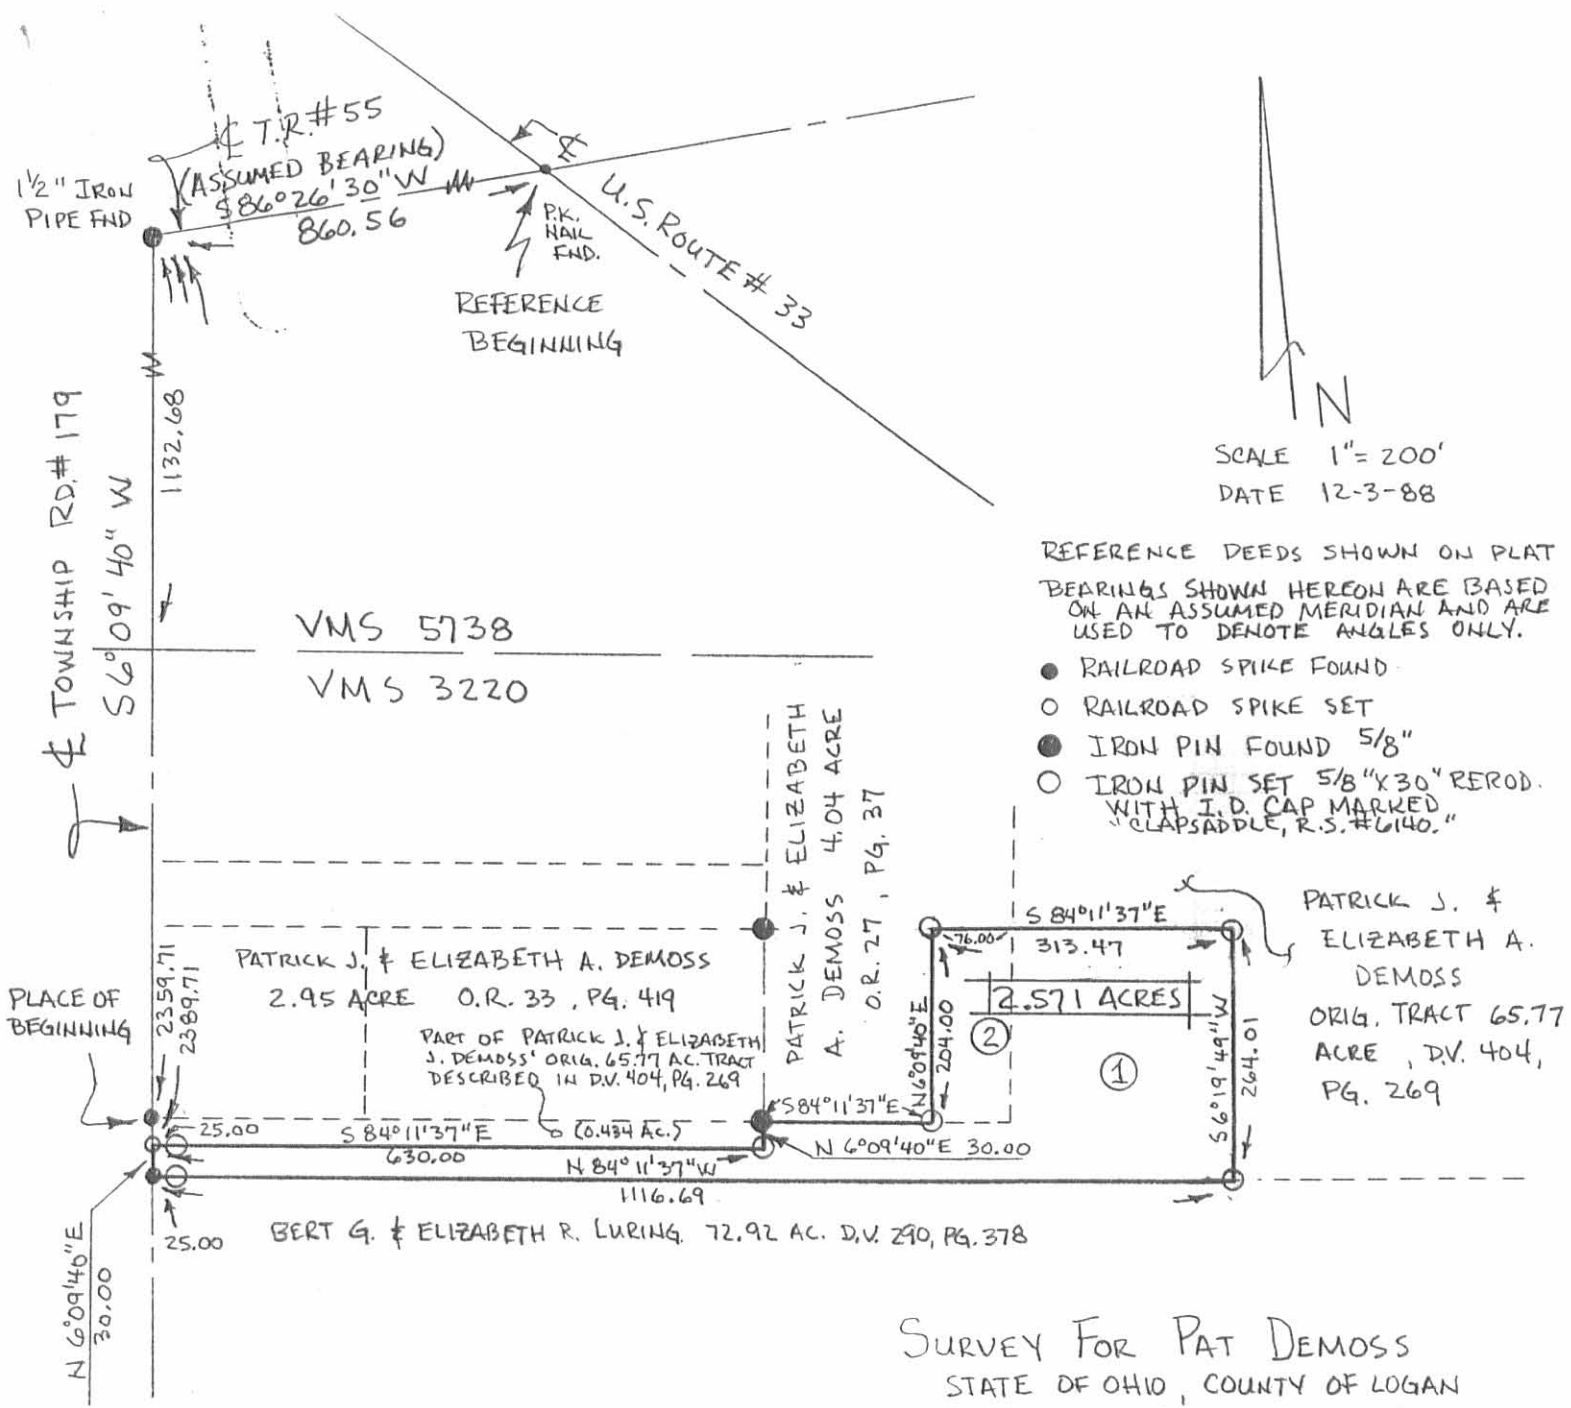 ℄ T.R.#55
(ASSUMED BEARING)
S86°26'30"W
860.56
1½" IRON
PIPE FND
℄
P.K.
NAIL
FND.
U.S. ROUTE # 33
REFERENCE
BEGINNING
N
SCALE 1"= 200'
DATE 12-3-88
℄ TOWNSHIP RD.# 179
S6°09'40" W
1132.68
VMS 5738
VMS 3220
REFERENCE DEEDS SHOWN ON PLAT
BEARINGS SHOWN HEREON ARE BASED
ON AN ASSUMED MERIDIAN AND ARE
USED TO DENOTE ANGLES ONLY.
RAILROAD SPIKE FOUND
RAILROAD SPIKE SET
IRON PIN FOUND 5/8"
IRON PIN SET 5/8"X30" REROD.
WITH I.D. CAP MARKED
"CLAPSADDLE, R.S.#6140."
PATRICK J. & ELIZABETH
A. DEMOSS 4.04 ACRE
O.R. 27, PG. 37
PATRICK J. & ELIZABETH A. DEMOSS
2.95 ACRE O.R. 33, PG. 419
PART OF PATRICK J. & ELIZABETH
J. DEMOSS' ORIG. 65.77 AC. TRACT
DESCRIBED IN D.V. 404, PG. 269
(0.434 AC.)
PLACE OF
BEGINNING
2359.71
2389.71
25.00
S 84°11'37"E
630.00
S84°11'37"E
N 6°09'40"E 30.00
N 84°11'37"W
1116.69
25.00
N 6°09'40"E
30.00
S 84°11'37"E
76.00
313.47
2.571 ACRES
N 6°09'40"E
204.00
2
1
S6°19'49"W
264.01
PATRICK J. &
ELIZABETH A.
DEMOSS
ORIG. TRACT 65.77
ACRE, D.V. 404,
PG. 269
BERT G. & ELIZABETH R. LURING. 72.92 AC. D.V. 290, PG. 378
SURVEY FOR PAT DEMOSS
STATE OF OHIO, COUNTY OF LOGAN